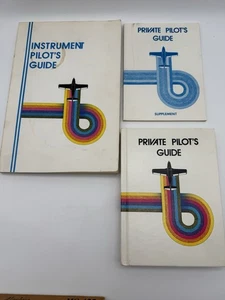 INSTRUMENT
PILOT'S
GUIDE
PRIVATE PILOT'S
GUIDE
SUPPLEMENT
PRIVATE PILOT'S
GUIDE